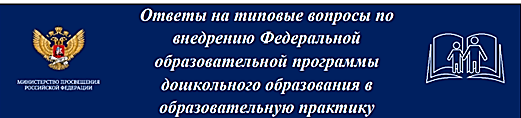 Ответы на типовые вопросы по
внедрению Федеральной
образовательной программы
дошкольного образования в
образовательную практику
МИНИСТЕРСТВО ПРОСВЕЩЕНИЯ
РОССИЙСКОЙ ФЕДЕРАЦИИ